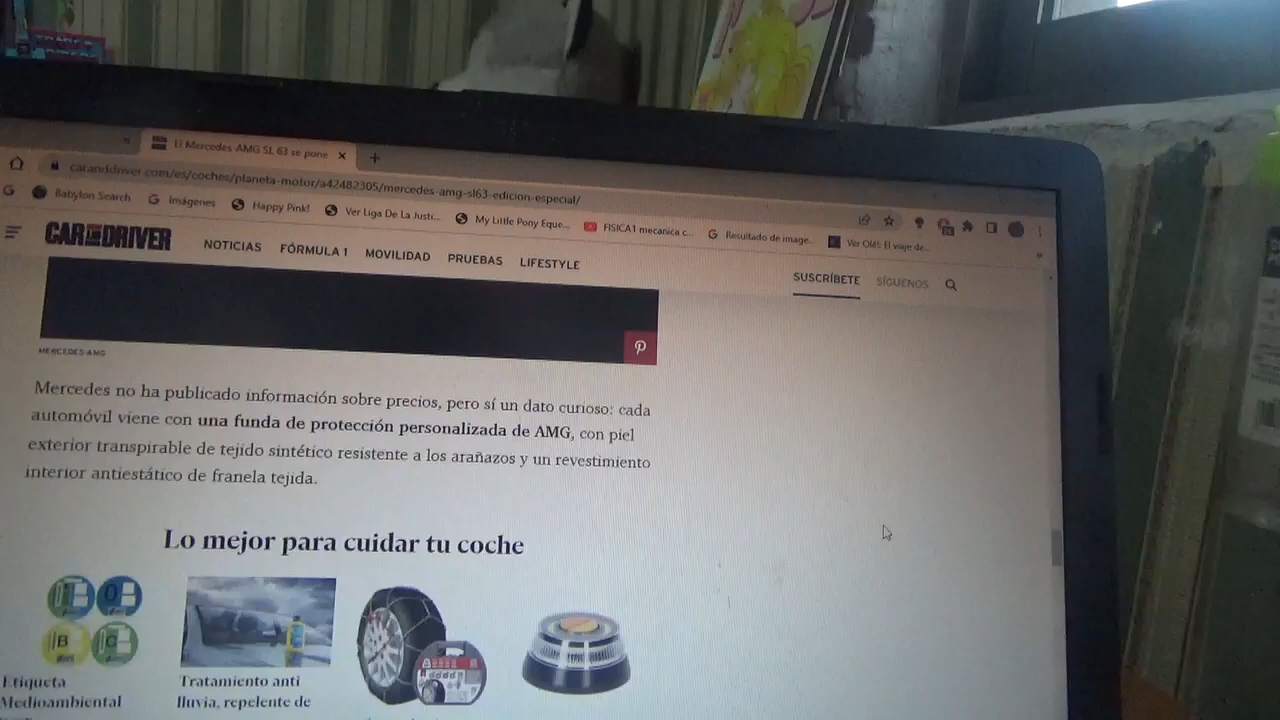 El Mercedes-AMG SL 63 se pone
caranddriver.com/es/coches/planeta-motor/a42482305/mercedes-amg-sl63-edicion-especial/
Babylon Search
Imágenes
Happy Pink!
Ver Liga De La Justi...
My Little Pony Eque...
FISICA1 mecanica c...
Resultado de image...
Ver Olé!: El viaje de...
CAR AND DRIVER
NOTICIAS
FÓRMULA 1
MOVILIDAD
PRUEBAS
LIFESTYLE
SUSCRÍBETE
SÍGUENOS
MERCEDES-AMG
Mercedes no ha publicado información sobre precios, pero sí un dato curioso: cada
automóvil viene con una funda de protección personalizada de AMG, con piel
exterior transpirable de tejido sintético resistente a los arañazos y un revestimiento
interior antiestático de franela tejida.
Lo mejor para cuidar tu coche
0
B
C
Etiqueta
Medioambiental
Tratamiento anti
lluvia, repelente de